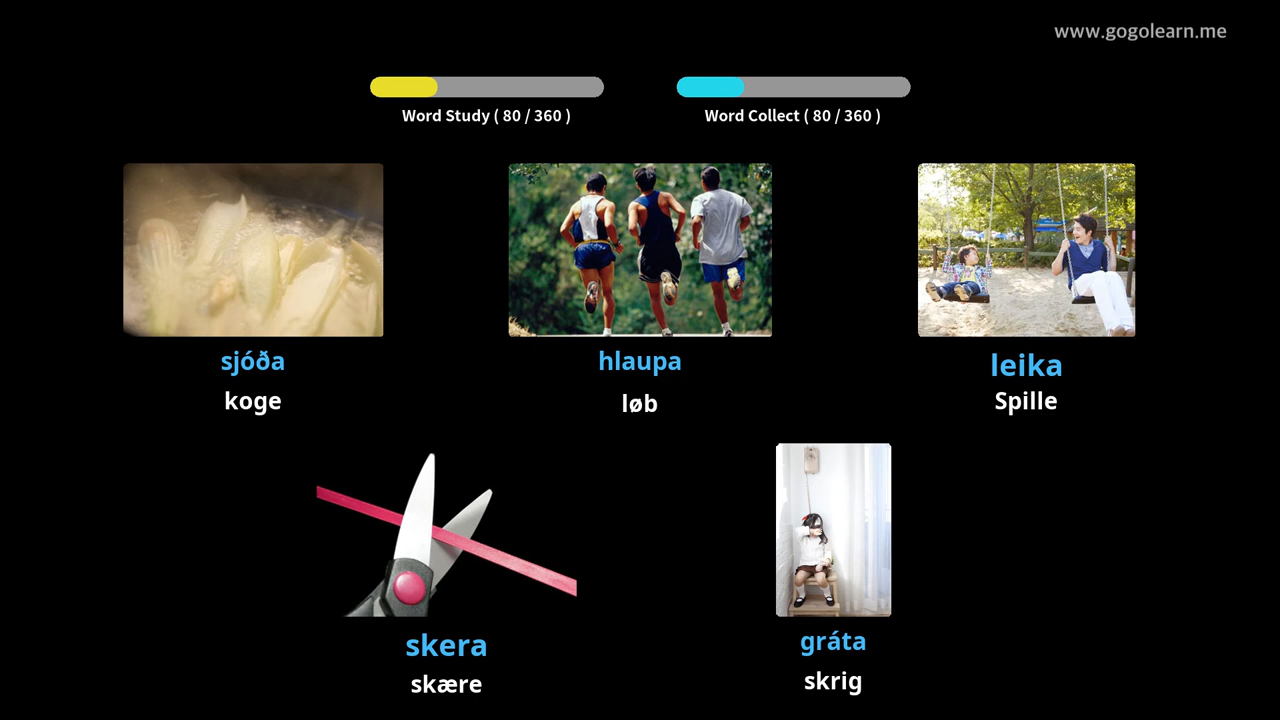 www.gogolearn.me
Word Study ( 80 / 360 )
Word Collect ( 80 / 360 )
sjóða
koge
hlaupa
løb
leika
Spille
skera
skære
gráta
skrig